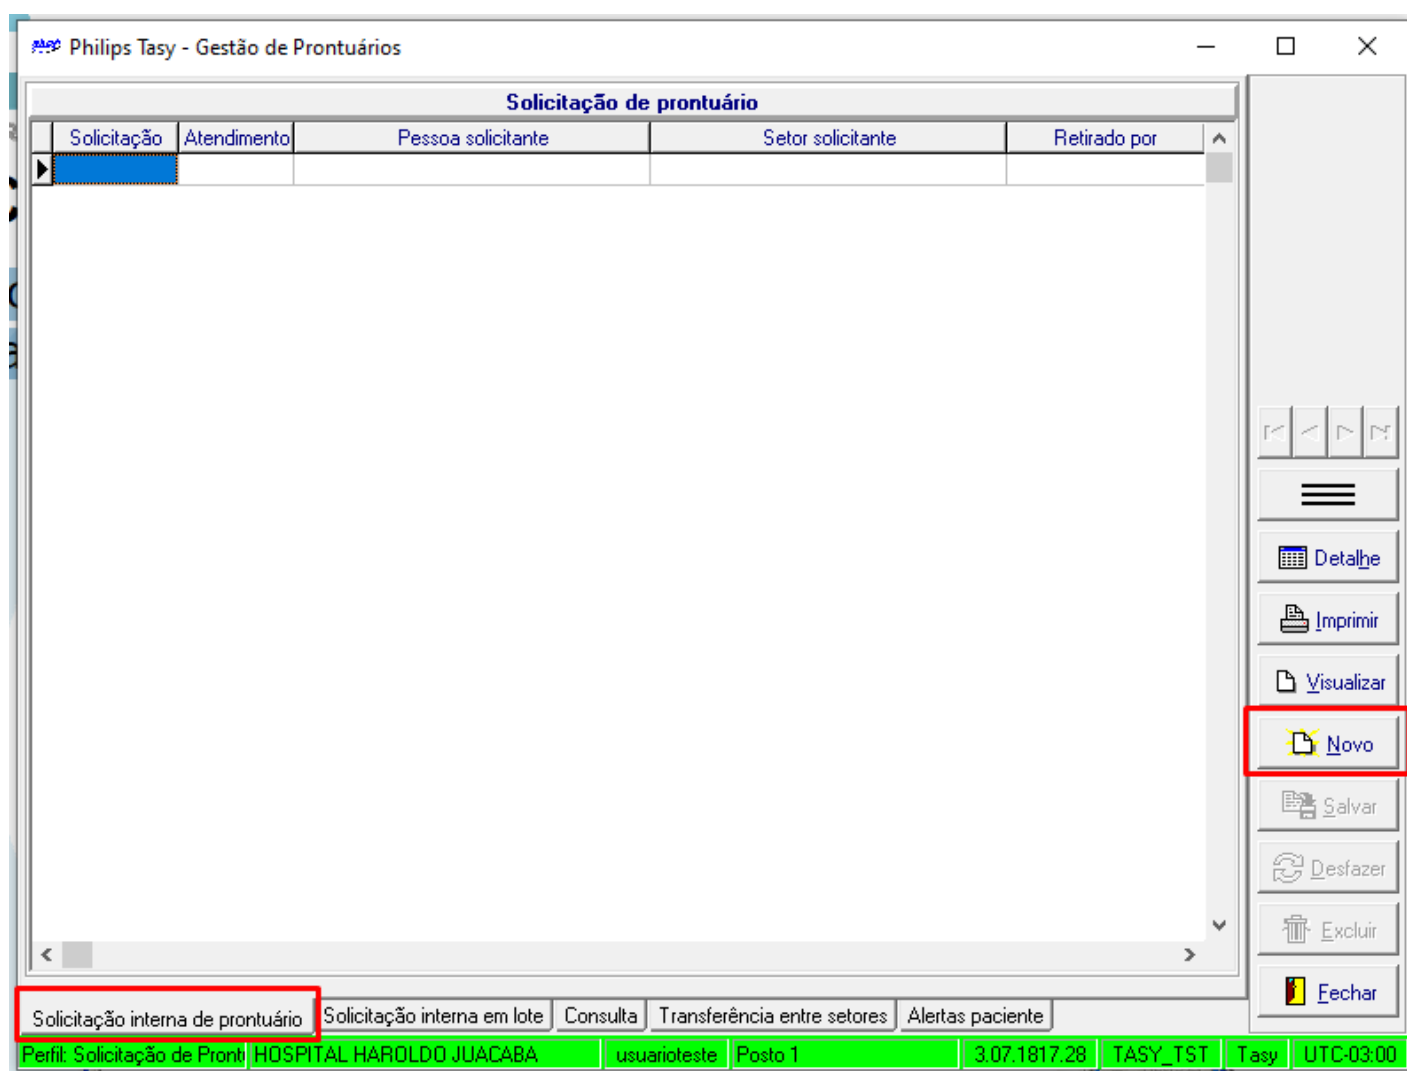 Philips Tasy - Gestão de Prontuários
Solicitação de prontuário
Solicitação Atendimento Pessoa solicitante Setor solicitante Retirado por
Detalhe
Imprimir
Visualizar
Novo
Salvar
Desfazer
Excluir
Fechar
Solicitação interna de prontuário Solicitação interna em lote Consulta Transferência entre setores Alertas paciente
Perfil: Solicitação de Pront HOSPITAL HAROLDO JUACABA usuarioteste Posto 1 3.07.1817.28 TASY_TST Tasy UTC-03:00